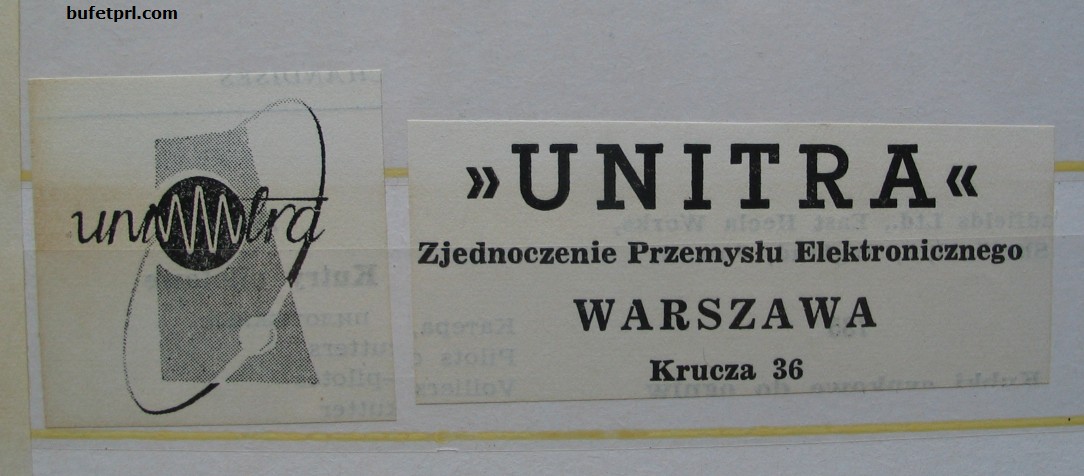 bufetprl.com
unitra
»UNITRA«
Zjednoczenie Przemysłu Elektronicznego
WARSZAWA
Krucza 36